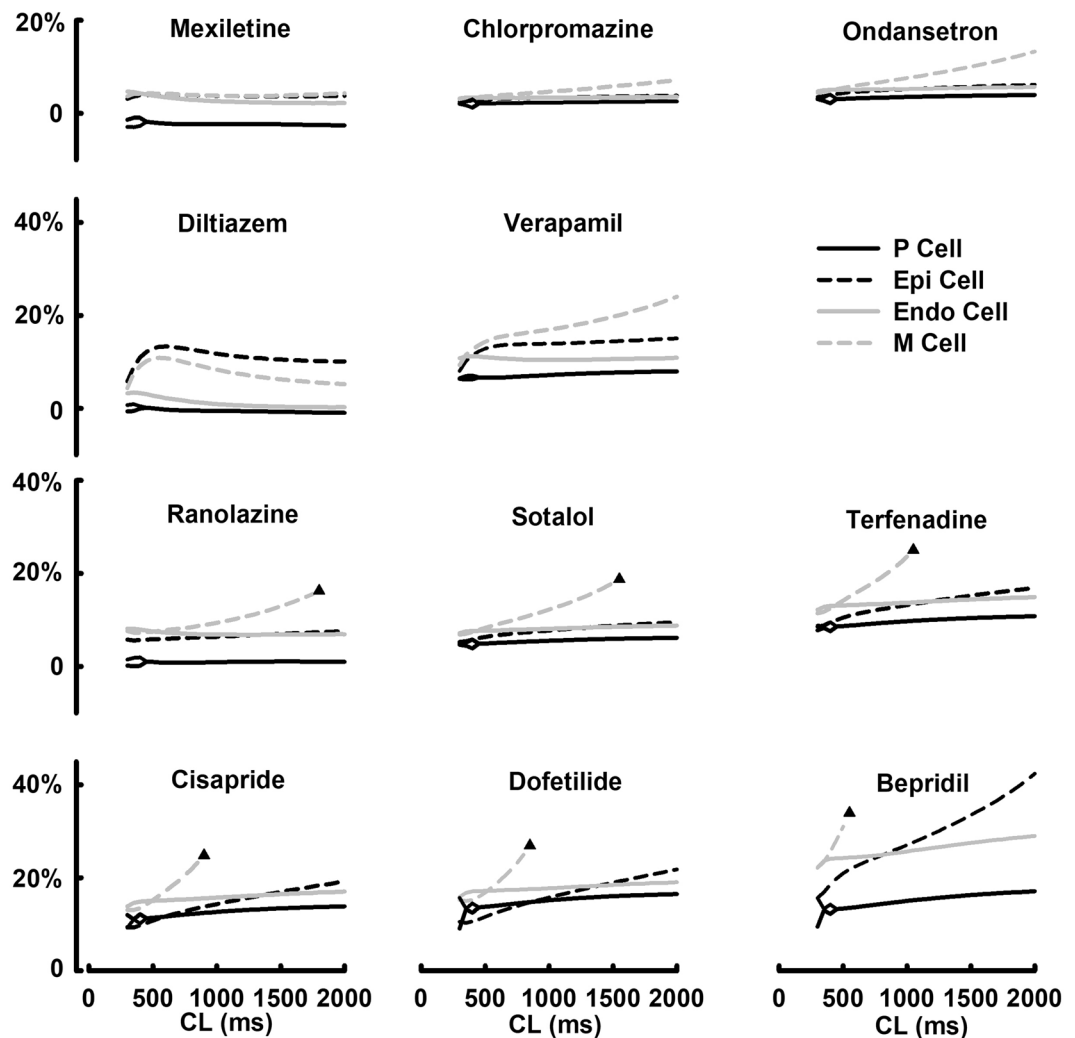 20%
0
Mexiletine
Chlorpromazine
Ondansetron
40%
20%
0
Diltiazem
Verapamil
P Cell
Epi Cell
Endo Cell
M Cell
40%
20%
0
Ranolazine
Sotalol
Terfenadine
40%
20%
0
Cisapride
Dofetilide
Bepridil
0 500 1000 1500 2000
CL (ms)
0 500 1000 1500 2000
CL (ms)
0 500 1000 1500 2000
CL (ms)